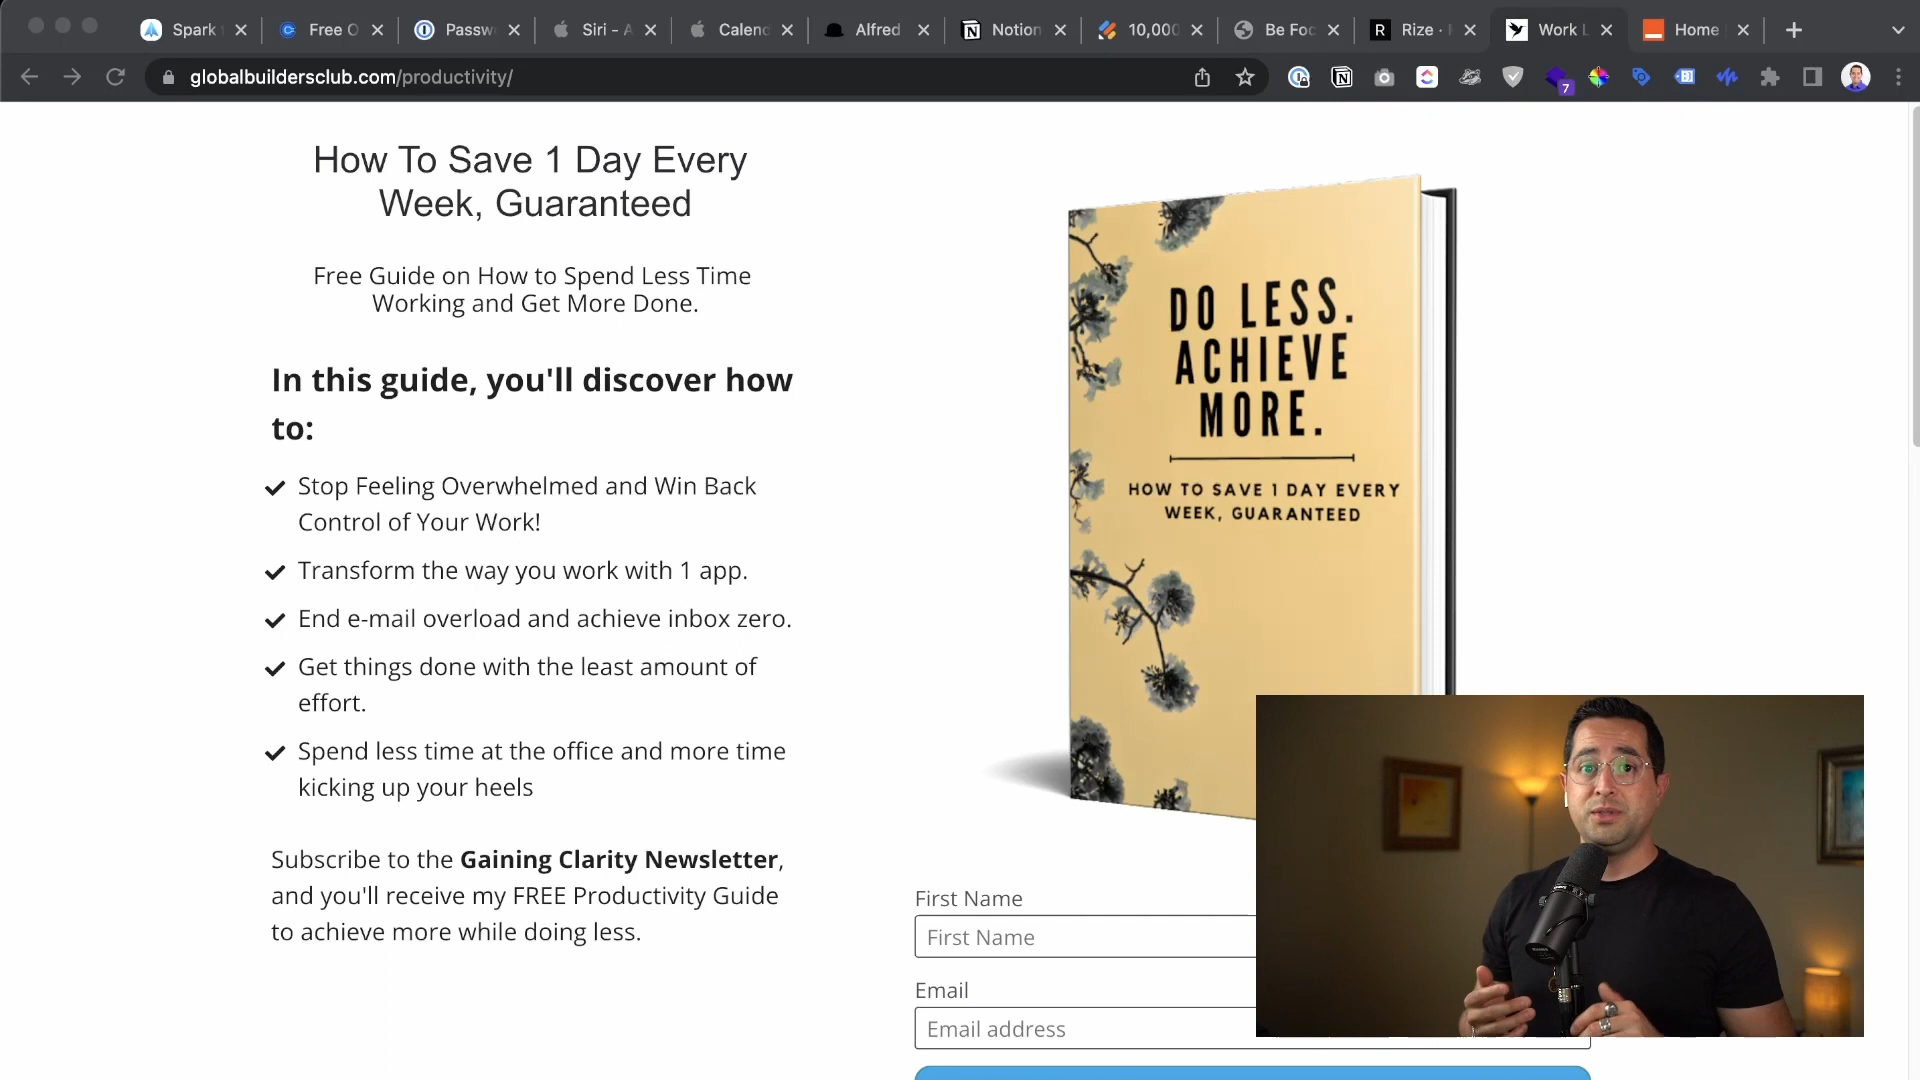 Spark
Free O
Passw
Siri – A
Calend
Alfred
Notion
10,000
Be Foc
R Rize ·
Work L
Home
globalbuildersclub.com/productivity/
7
How To Save 1 Day Every
Week, Guaranteed
Free Guide on How to Spend Less Time
Working and Get More Done.
In this guide, you'll discover how
to:
Stop Feeling Overwhelmed and Win Back
Control of Your Work!
Transform the way you work with 1 app.
End e-mail overload and achieve inbox zero.
Get things done with the least amount of
effort.
Spend less time at the office and more time
kicking up your heels
Subscribe to the Gaining Clarity Newsletter,
and you'll receive my FREE Productivity Guide
to achieve more while doing less.
DO LESS.
ACHIEVE
MORE.
HOW TO SAVE 1 DAY EVERY
WEEK, GUARANTEED
First Name
First Name
Email
Email address